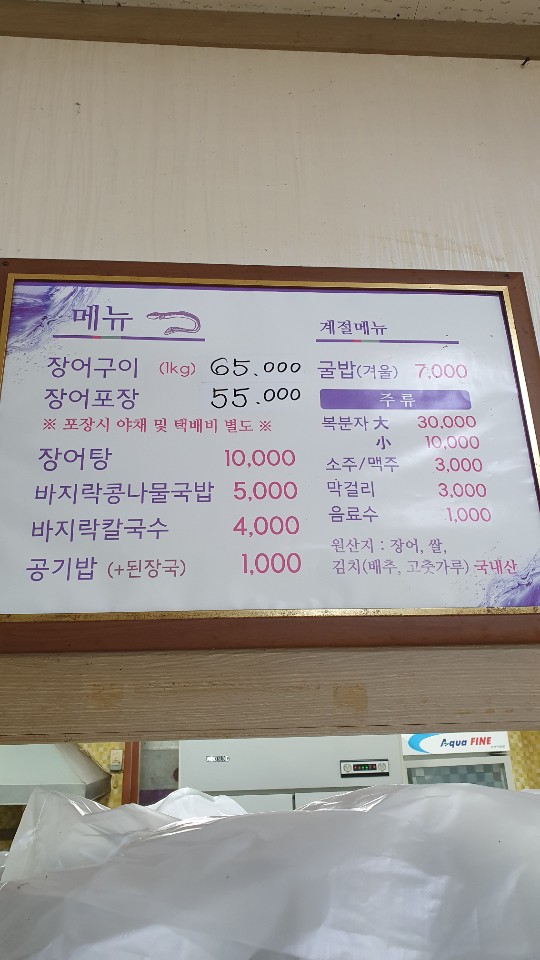 메뉴
장어구이 (1kg) 65.000
장어포장 55.000
※ 포장시 야채 및 택배비 별도 ※
장어탕 10,000
바지락콩나물국밥 5,000
바지락칼국수 4,000
공기밥 (+된장국) 1,000
계절메뉴
굴밥(겨울) 7,000
주 류
복분자 大 30,000
小 10,000
소주/맥주 3,000
막걸리 3,000
음료수 1,000
원산지 : 장어, 쌀,
김치(배추, 고춧가루) 국내산
Aqua FINE